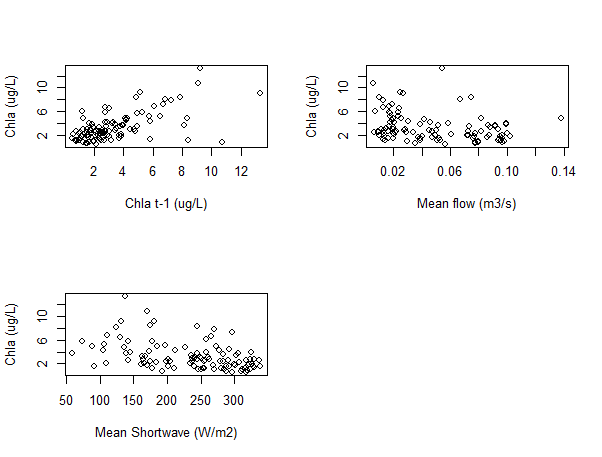 Chla (ug/L)
2 6 10
2 4 6 8 10 12
Chla t-1 (ug/L)
Chla (ug/L)
2 6 10
0.02 0.06 0.10 0.14
Mean flow (m3/s)
Chla (ug/L)
2 6 10
50 100 150 200 250 300
Mean Shortwave (W/m2)